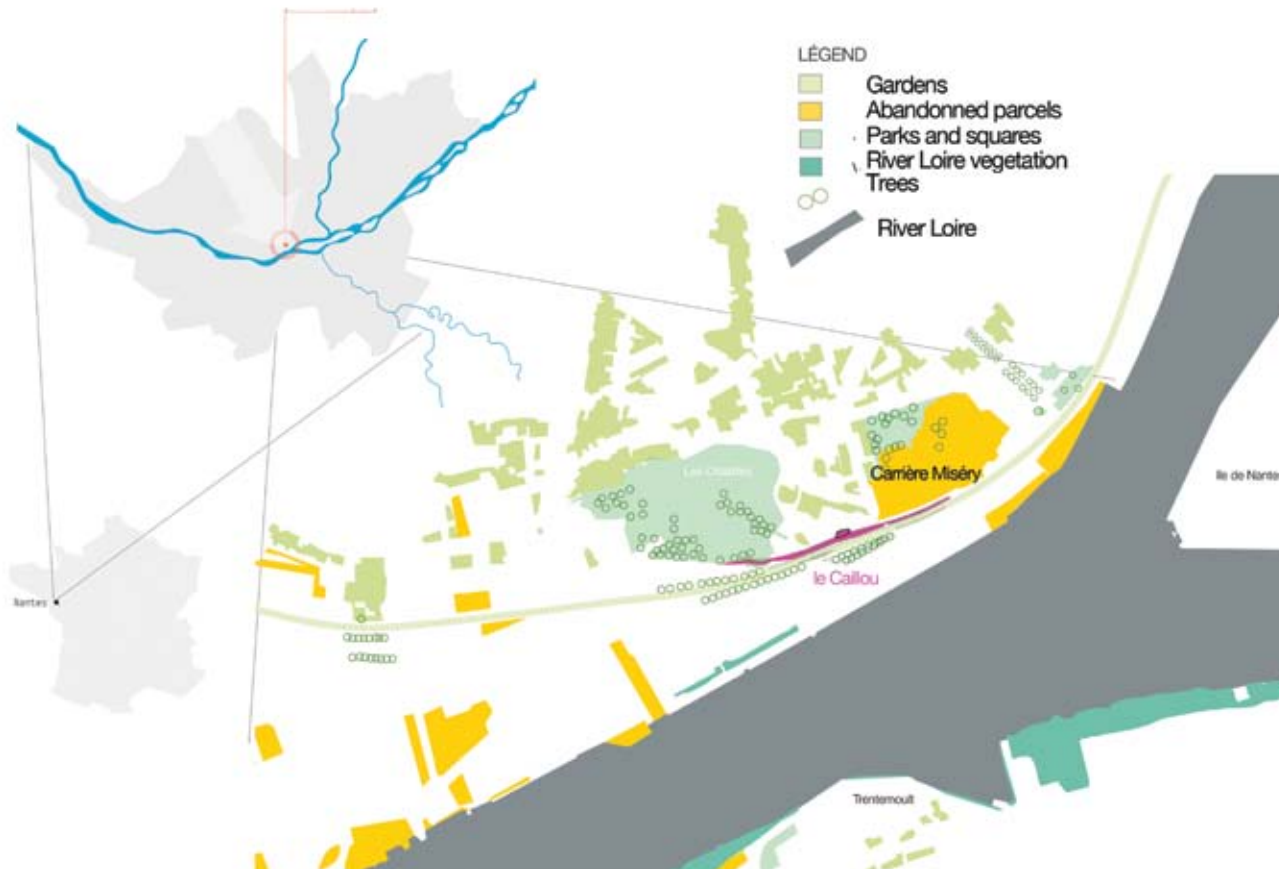 LÉGEND
Gardens
Abandonned parcels
Parks and squares
River Loire vegetation
Trees
River Loire
Carrière Miséry
Ile de Nante
le Caillou
Nantes
Trentemoult